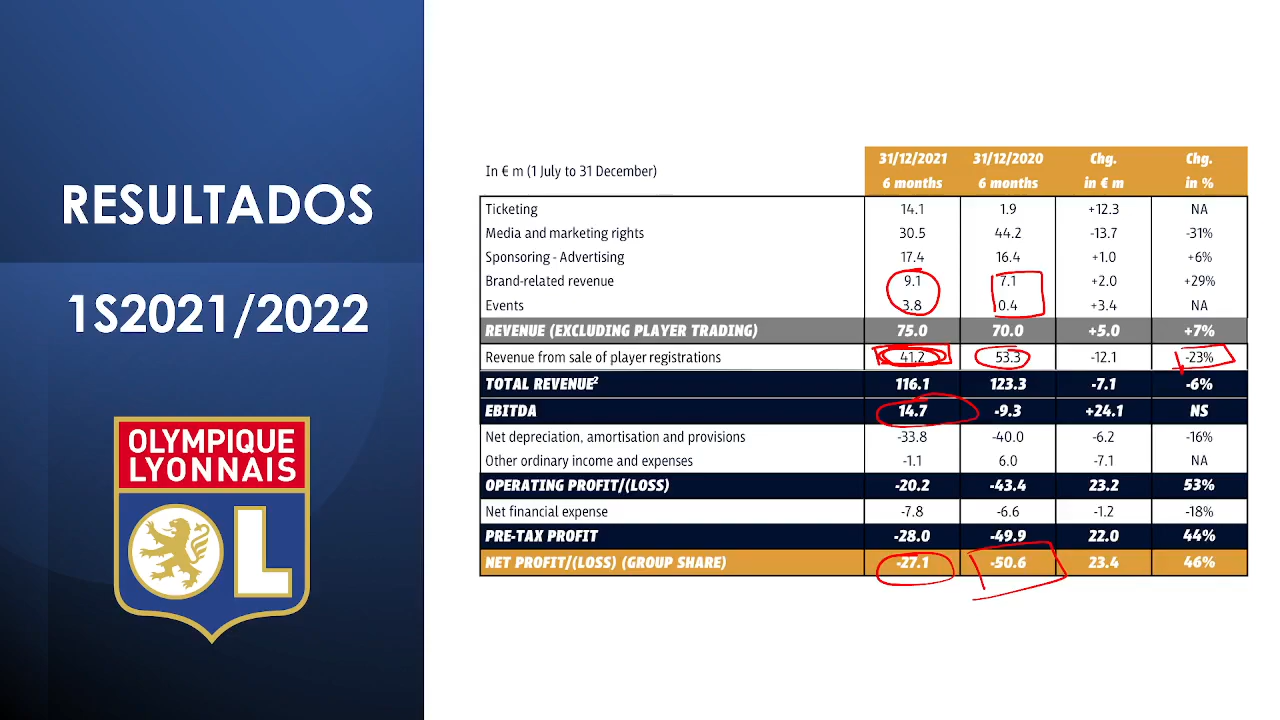 RESULTADOS
1S2021/2022
OLYMPIQUE
LYONNAIS
OL
In € m (1 July to 31 December) 31/12/2021 6 months 31/12/2020 6 months Chg. in € m Chg. in %
Ticketing 14.1 1.9 +12.3 NA
Media and marketing rights 30.5 44.2 -13.7 -31%
Sponsoring - Advertising 17.4 16.4 +1.0 +6%
Brand-related revenue 9.1 7.1 +2.0 +29%
Events 3.8 0.4 +3.4 NA
REVENUE (EXCLUDING PLAYER TRADING) 75.0 70.0 +5.0 +7%
Revenue from sale of player registrations 41.2 53.3 -12.1 -23%
TOTAL REVENUE² 116.1 123.3 -7.1 -6%
EBITDA 14.7 -9.3 +24.1 NS
Net depreciation, amortisation and provisions -33.8 -40.0 -6.2 -16%
Other ordinary income and expenses -1.1 6.0 -7.1 NA
OPERATING PROFIT/(LOSS) -20.2 -43.4 23.2 53%
Net financial expense -7.8 -6.6 -1.2 -18%
PRE-TAX PROFIT -28.0 -49.9 22.0 44%
NET PROFIT/(LOSS) (GROUP SHARE) -27.1 -50.6 23.4 46%